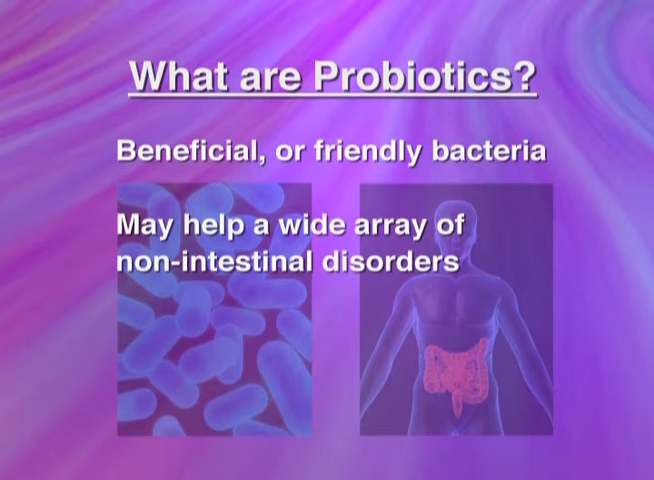 What are Probiotics?
Beneficial, or friendly bacteria
May help a wide array of
non-intestinal disorders